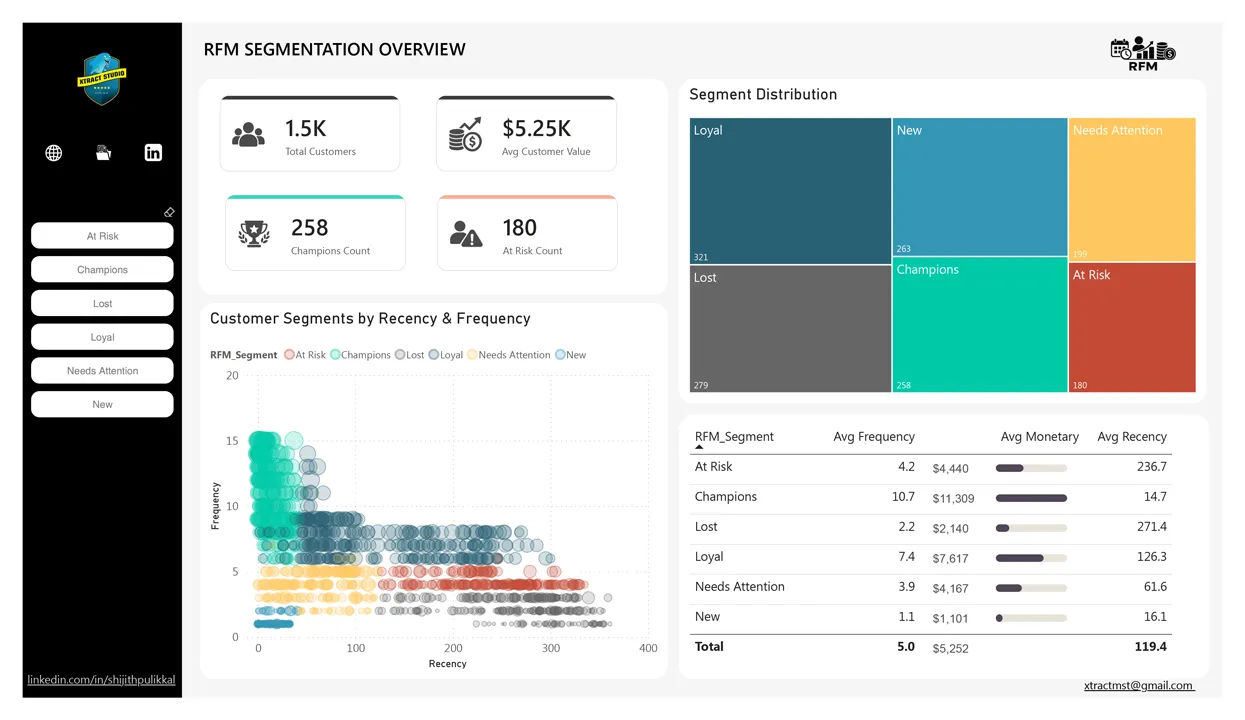 XTRACT STUDIO
At Risk
Champions
Lost
Loyal
Needs Attention
New
linkedin.com/in/shijithpulikkal
RFM SEGMENTATION OVERVIEW
RFM
1.5K
Total Customers
$5.25K
Avg Customer Value
258
Champions Count
180
At Risk Count
Customer Segments by Recency & Frequency
RFM_Segment At Risk Champions Lost Loyal Needs Attention New
20
15
10
5
0
Frequency
0 100 200 300 400
Recency
Segment Distribution
Loyal
321
New
263
Needs Attention
199
Lost
279
Champions
258
At Risk
180
RFM_Segment Avg Frequency Avg Monetary Avg Recency
At Risk 4.2 $4,440 236.7
Champions 10.7 $11,309 14.7
Lost 2.2 $2,140 271.4
Loyal 7.4 $7,617 126.3
Needs Attention 3.9 $4,167 61.6
New 1.1 $1,101 16.1
Total 5.0 $5,252 119.4
xtractmst@gmail.com